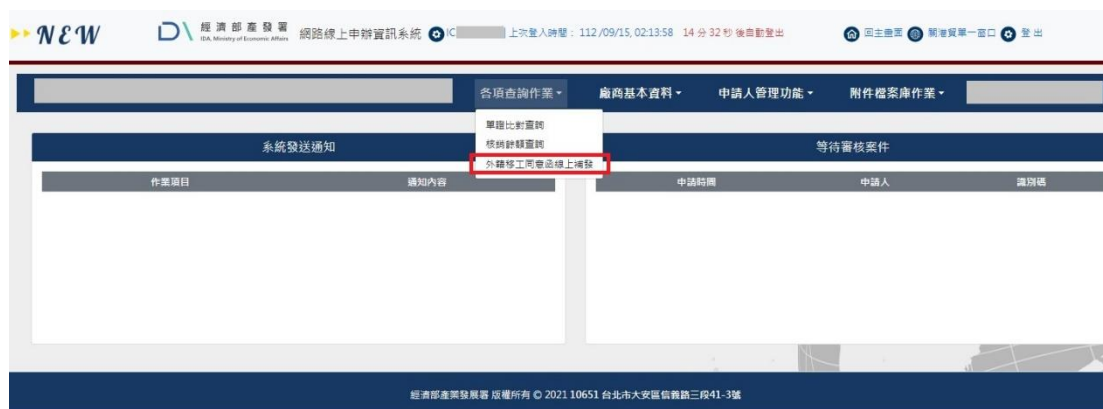 NEW
經濟部產發署
IDA, Ministry of Economic Affairs
網路線上申辦資訊系統 IC 上次登入時間：112/09/15, 02:13:58 14 分 32 秒 後自動登出 回主畫面 關港貿單一窗口 登出
各項查詢作業 廠商基本資料 申請人管理功能 附件檔案庫作業
單證比對查詢
核銷餘額查詢
外籍移工同意函線上補發
系統發送通知 等待審核案件
作業項目 通知內容 申請時間 申請人 識別碼
經濟部產業發展署 版權所有 © 2021 10651 台北市大安區信義路三段41-3號